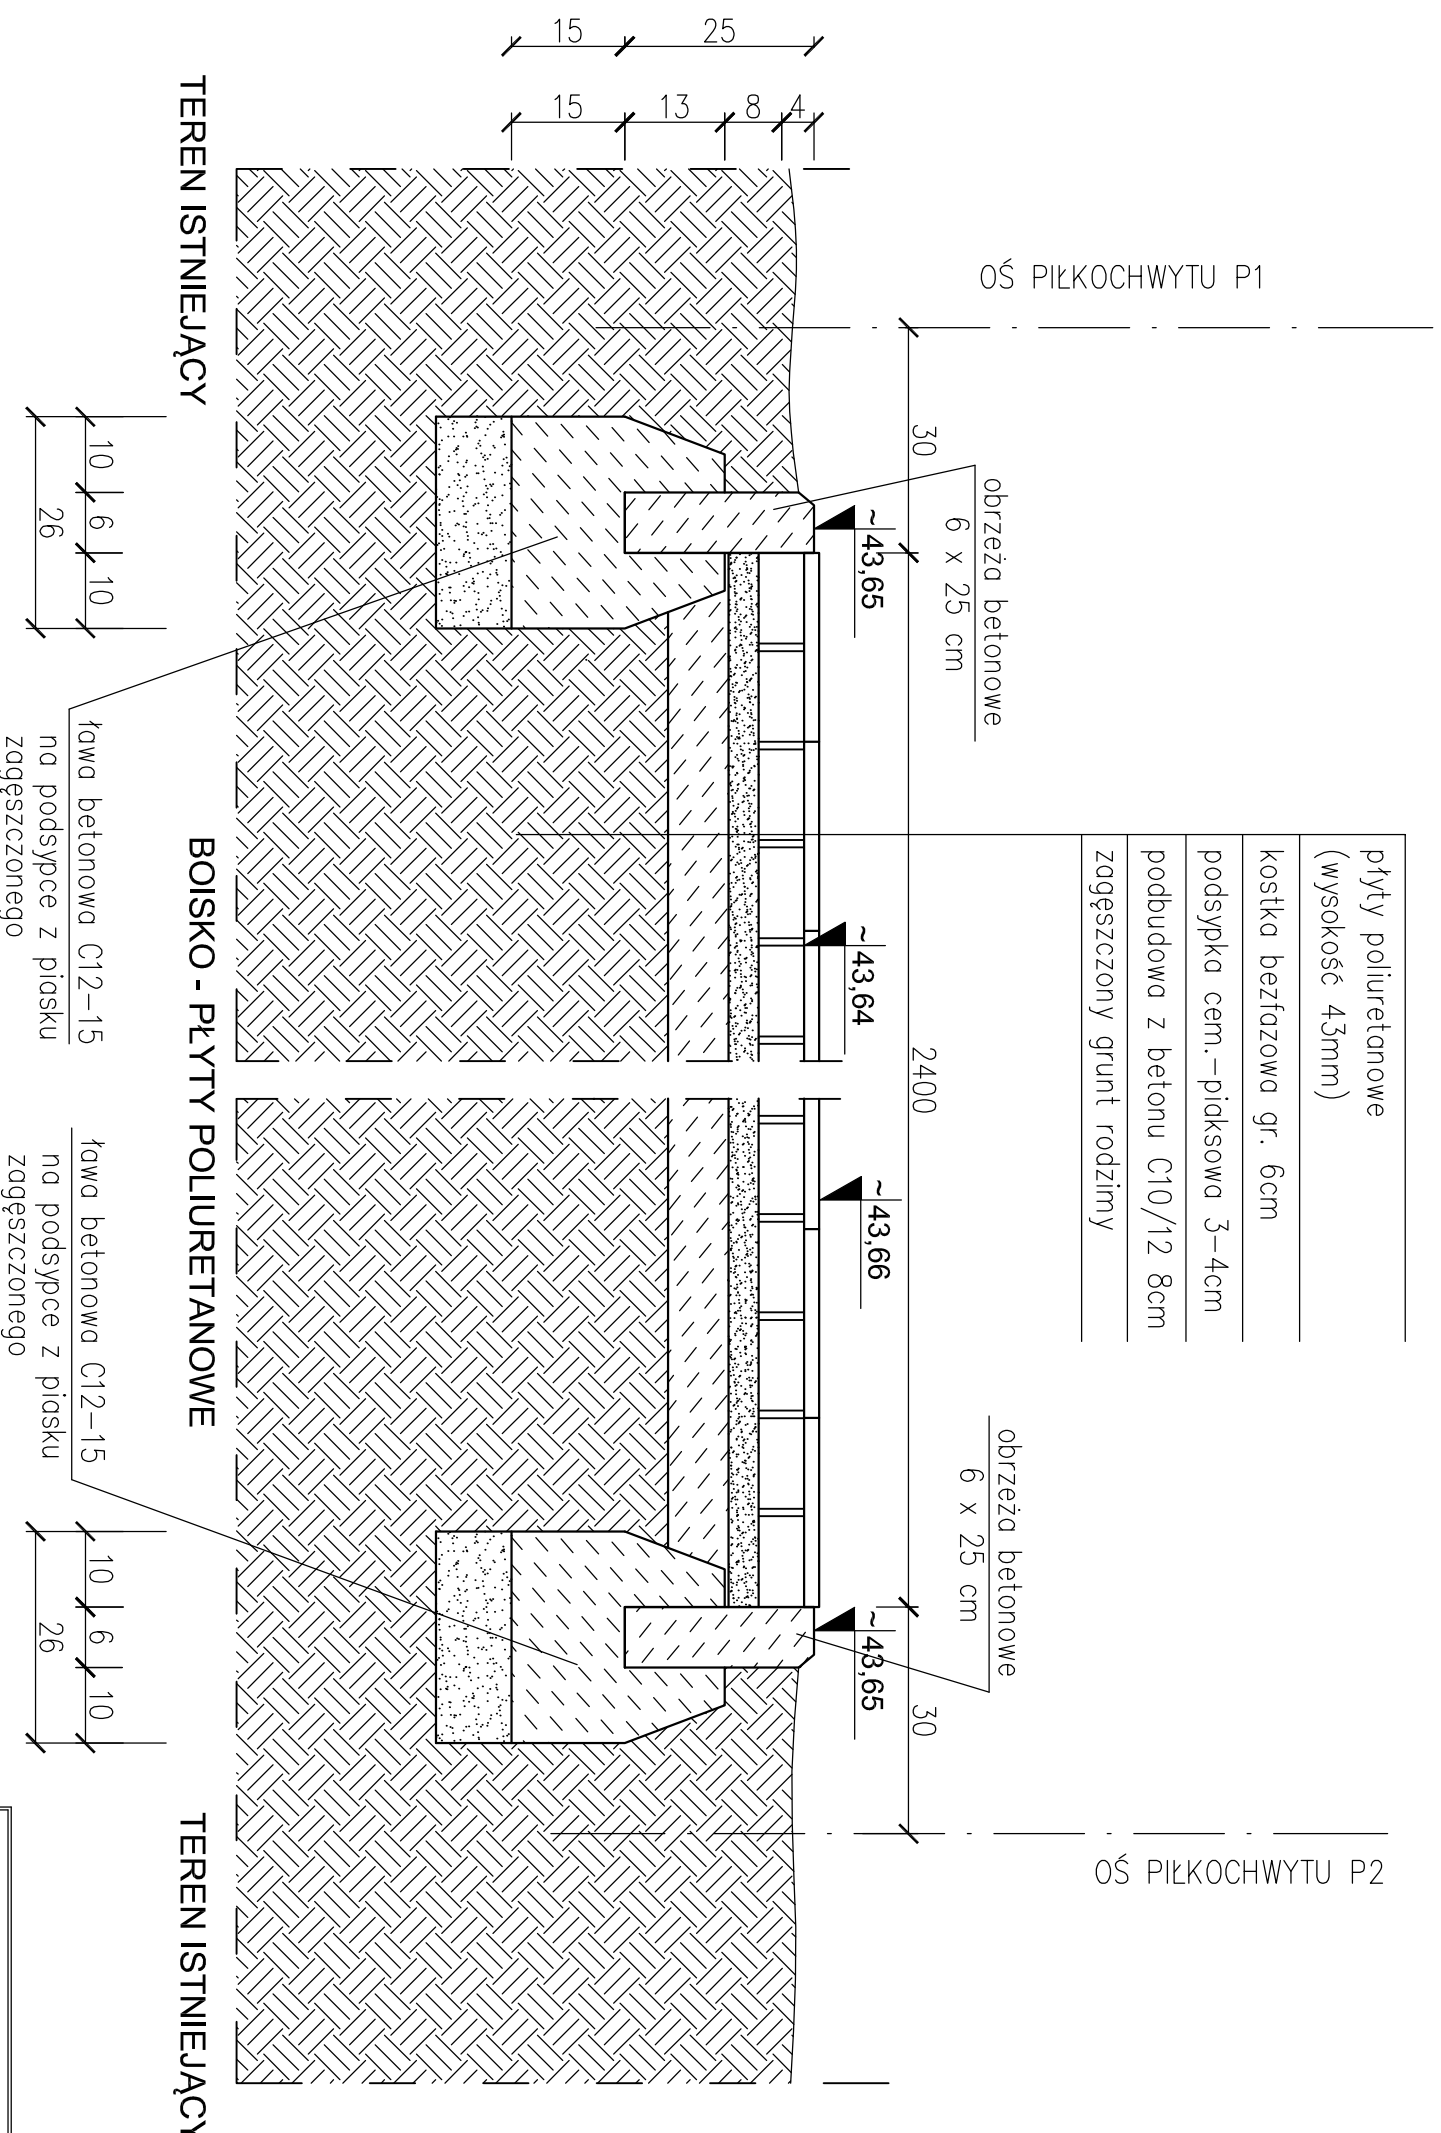 OŚ PIŁKOCHWYTU P1
OŚ PIŁKOCHWYTU P2
płyty poliuretanowe
(wysokość 43mm)
kostka bezfazowa gr. 6cm
podsypka cem.-piaksowa 3-4cm
podbudowa z betonu C10/12 8cm
zagęszczony grunt rodzimy
obrzeża betonowe
6 x 25 cm
obrzeża betonowe
6 x 25 cm
30
2400
30
~43,65
~43,64
~43,66
~43,65
25
15
4
8
13
15
TEREN ISTNIEJĄCY
BOISKO - PŁYTY POLIURETANOWE
TEREN ISTNIEJĄCY
10
6
10
26
ława betonowa C12-15
na podsypce z piasku
zagęszczonego
ława betonowa C12-15
na podsypce z piasku
zagęszczonego
10
6
10
26